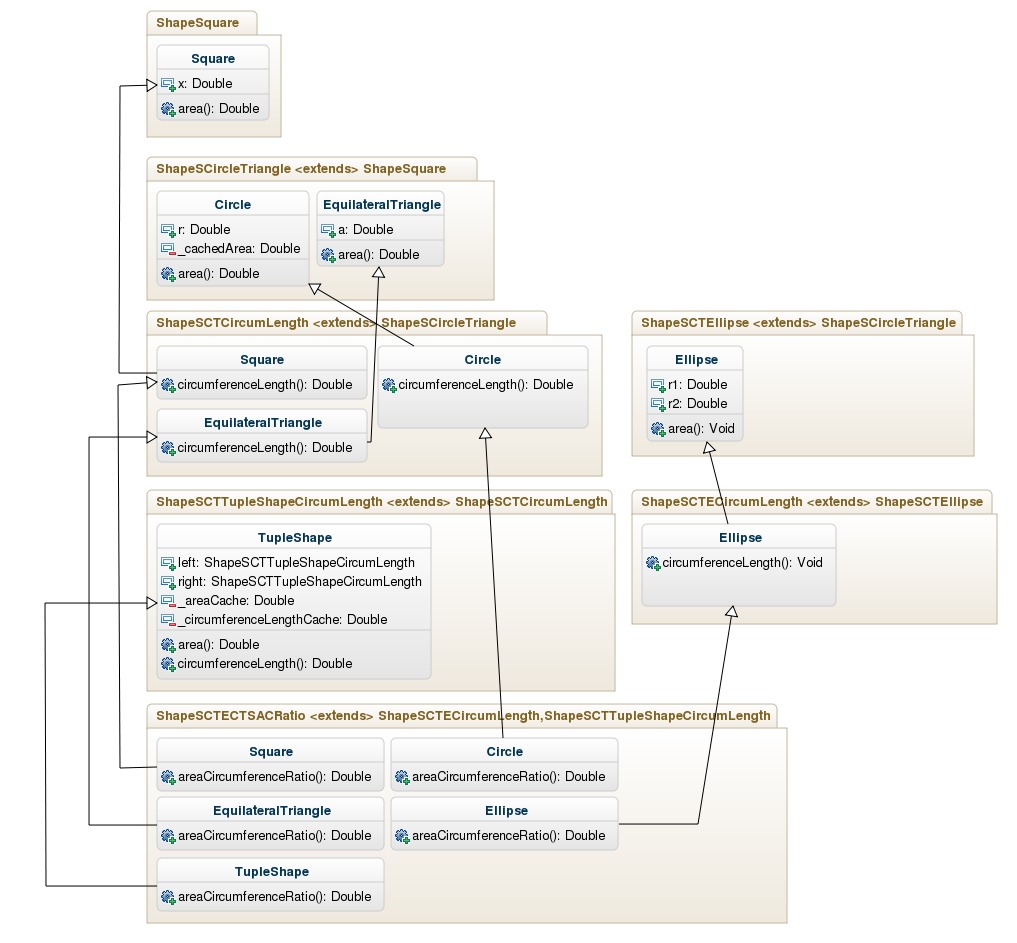 ShapeSquare
Square
x: Double
area(): Double
ShapeSCircleTriangle <extends> ShapeSquare
Circle
r: Double
_cachedArea: Double
area(): Double
EquilateralTriangle
a: Double
area(): Double
ShapeSCTCircumLength <extends> ShapeSCircleTriangle
Square
circumferenceLength(): Double
Circle
circumferenceLength(): Double
EquilateralTriangle
circumferenceLength(): Double
ShapeSCTEllipse <extends> ShapeSCircleTriangle
Ellipse
r1: Double
r2: Double
area(): Void
ShapeSCTTupleShapeCircumLength <extends> ShapeSCTCircumLength
TupleShape
left: ShapeSCTTupleShapeCircumLength
right: ShapeSCTTupleShapeCircumLength
_areaCache: Double
_circumferenceLengthCache: Double
area(): Double
circumferenceLength(): Double
ShapeSCTECircumLength <extends> ShapeSCTEllipse
Ellipse
circumferenceLength(): Void
ShapeSCTECTSACRatio <extends> ShapeSCTECircumLength,ShapeSCTTupleShapeCircumLength
Square
areaCircumferenceRatio(): Double
Circle
areaCircumferenceRatio(): Double
EquilateralTriangle
areaCircumferenceRatio(): Double
Ellipse
areaCircumferenceRatio(): Double
TupleShape
areaCircumferenceRatio(): Double